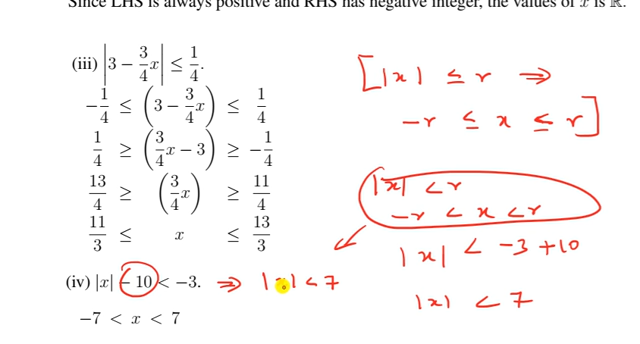 Since LHS is always positive and RHS has negative integer, the values of x is ℝ.
(iii) |3 − 3/4 x| ≤ 1/4.
−1/4 ≤ (3 − 3/4 x) ≤ 1/4
1/4 ≥ (3/4 x − 3) ≥ −1/4
13/4 ≥ (3/4 x) ≥ 11/4
11/3 ≤ x ≤ 13/3
(iv) |x| − 10 < −3. ⇒ |x| < 7
−7 < x < 7
[|x| ≤ r ⇒
−r ≤ x ≤ r]
|x| < r
−r < x < r
|x| < −3 + 10
|x| < 7